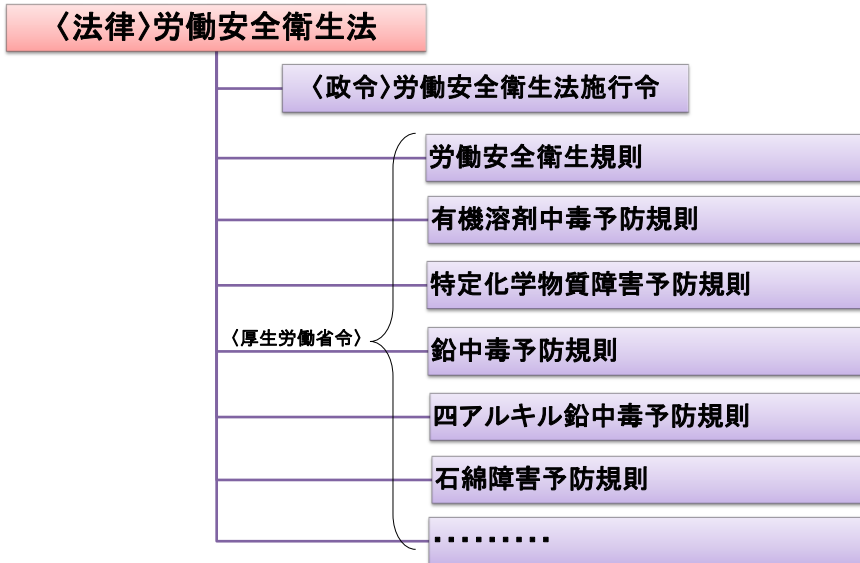 〈法律〉労働安全衛生法
〈政令〉労働安全衛生法施行令
労働安全衛生規則
有機溶剤中毒予防規則
特定化学物質障害予防規則
〈厚生労働省令〉
鉛中毒予防規則
四アルキル鉛中毒予防規則
石綿障害予防規則
・・・・・・・・・